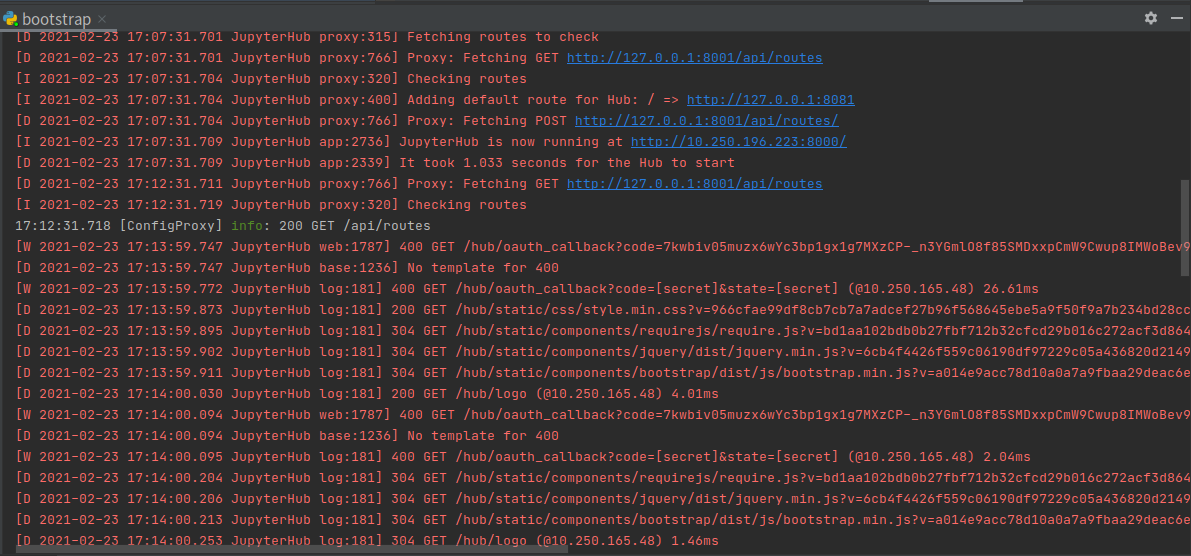 bootstrap
[D 2021-02-23 17:07:31.701 JupyterHub proxy:315] Fetching routes to check
[D 2021-02-23 17:07:31.701 JupyterHub proxy:766] Proxy: Fetching GET http://127.0.0.1:8001/api/routes
[I 2021-02-23 17:07:31.704 JupyterHub proxy:320] Checking routes
[I 2021-02-23 17:07:31.704 JupyterHub proxy:400] Adding default route for Hub: / => http://127.0.0.1:8081
[D 2021-02-23 17:07:31.704 JupyterHub proxy:766] Proxy: Fetching POST http://127.0.0.1:8001/api/routes/
[I 2021-02-23 17:07:31.709 JupyterHub app:2736] JupyterHub is now running at http://10.250.196.223:8000/
[D 2021-02-23 17:07:31.709 JupyterHub app:2339] It took 1.033 seconds for the Hub to start
[D 2021-02-23 17:12:31.711 JupyterHub proxy:766] Proxy: Fetching GET http://127.0.0.1:8001/api/routes
[I 2021-02-23 17:12:31.719 JupyterHub proxy:320] Checking routes
17:12:31.718 [ConfigProxy] info: 200 GET /api/routes
[W 2021-02-23 17:13:59.747 JupyterHub web:1787] 400 GET /hub/oauth_callback?code=7kwbiv05muzx6wYc3bp1gx1g7MXzCP-_n3YGmlO8f85SMDxxpCmW9Cwup8IMWoBev9
[D 2021-02-23 17:13:59.747 JupyterHub base:1236] No template for 400
[W 2021-02-23 17:13:59.772 JupyterHub log:181] 400 GET /hub/oauth_callback?code=[secret]&state=[secret] (@10.250.165.48) 26.61ms
[D 2021-02-23 17:13:59.873 JupyterHub log:181] 200 GET /hub/static/css/style.min.css?v=966cfae99df8cb7cb7a7adcef27b96f568645ebe5a9f50f9a7b234bd28cc
[D 2021-02-23 17:13:59.895 JupyterHub log:181] 304 GET /hub/static/components/requirejs/require.js?v=bd1aa102bdb0b27fbf712b32cfcd29b016c272acf3d864
[D 2021-02-23 17:13:59.902 JupyterHub log:181] 304 GET /hub/static/components/jquery/dist/jquery.min.js?v=6cb4f4426f559c06190df97229c05a436820d2149
[D 2021-02-23 17:13:59.911 JupyterHub log:181] 304 GET /hub/static/components/bootstrap/dist/js/bootstrap.min.js?v=a014e9acc78d10a0a7a9fbaa29deac6e
[D 2021-02-23 17:14:00.030 JupyterHub log:181] 200 GET /hub/logo (@10.250.165.48) 4.01ms
[W 2021-02-23 17:14:00.094 JupyterHub web:1787] 400 GET /hub/oauth_callback?code=7kwbiv05muzx6wYc3bp1gx1g7MXzCP-_n3YGmlO8f85SMDxxpCmW9Cwup8IMWoBev9
[D 2021-02-23 17:14:00.094 JupyterHub base:1236] No template for 400
[W 2021-02-23 17:14:00.095 JupyterHub log:181] 400 GET /hub/oauth_callback?code=[secret]&state=[secret] (@10.250.165.48) 2.04ms
[D 2021-02-23 17:14:00.204 JupyterHub log:181] 304 GET /hub/static/components/requirejs/require.js?v=bd1aa102bdb0b27fbf712b32cfcd29b016c272acf3d864
[D 2021-02-23 17:14:00.206 JupyterHub log:181] 304 GET /hub/static/components/jquery/dist/jquery.min.js?v=6cb4f4426f559c06190df97229c05a436820d2149
[D 2021-02-23 17:14:00.213 JupyterHub log:181] 304 GET /hub/static/components/bootstrap/dist/js/bootstrap.min.js?v=a014e9acc78d10a0a7a9fbaa29deac6e
[D 2021-02-23 17:14:00.253 JupyterHub log:181] 304 GET /hub/logo (@10.250.165.48) 1.46ms